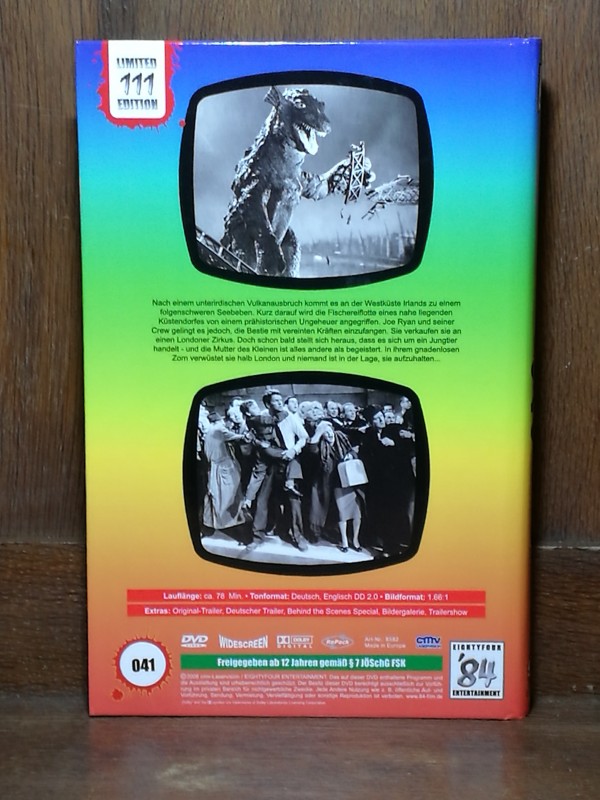 LIMITED
111
EDITION
Nach einem unterirdischen Vulkanausbruch kommt es an der Westküste Irlands zu einem
folgenschweren Seebeben. Kurz darauf wird die Fischereiflotte eines nahe liegenden
Küstendorfes von einem prähistorischen Ungeheuer angegriffen. Joe Ryan und seiner
Crew gelingt es jedoch, die Bestie mit vereinten Kräften einzufangen. Sie verkaufen sie an
einen Londoner Zirkus. Doch schon bald stellt sich heraus, dass es sich um ein Jungtier
handelt - und die Mutter des Kleinen ist alles andere als begeistert. In ihrem gnadenlosen
Zorn verwüstet sie halb London und niemand ist in der Lage, sie aufzuhalten...
Lauflänge: ca. 78 Min. • Tonformat: Deutsch, Englisch DD 2.0 • Bildformat: 1.66:1
Extras: Original-Trailer, Deutscher Trailer, Behind the Scenes Special, Bildergalerie, Trailershow
041
DVD WIDESCREEN DOLBY DIGITAL RePack
Made in Europe
cmv
Freigegeben ab 12 Jahren gemäß § 7 JÖSchG FSK
EIGHTYFOUR
'84
ENTERTAINMENT